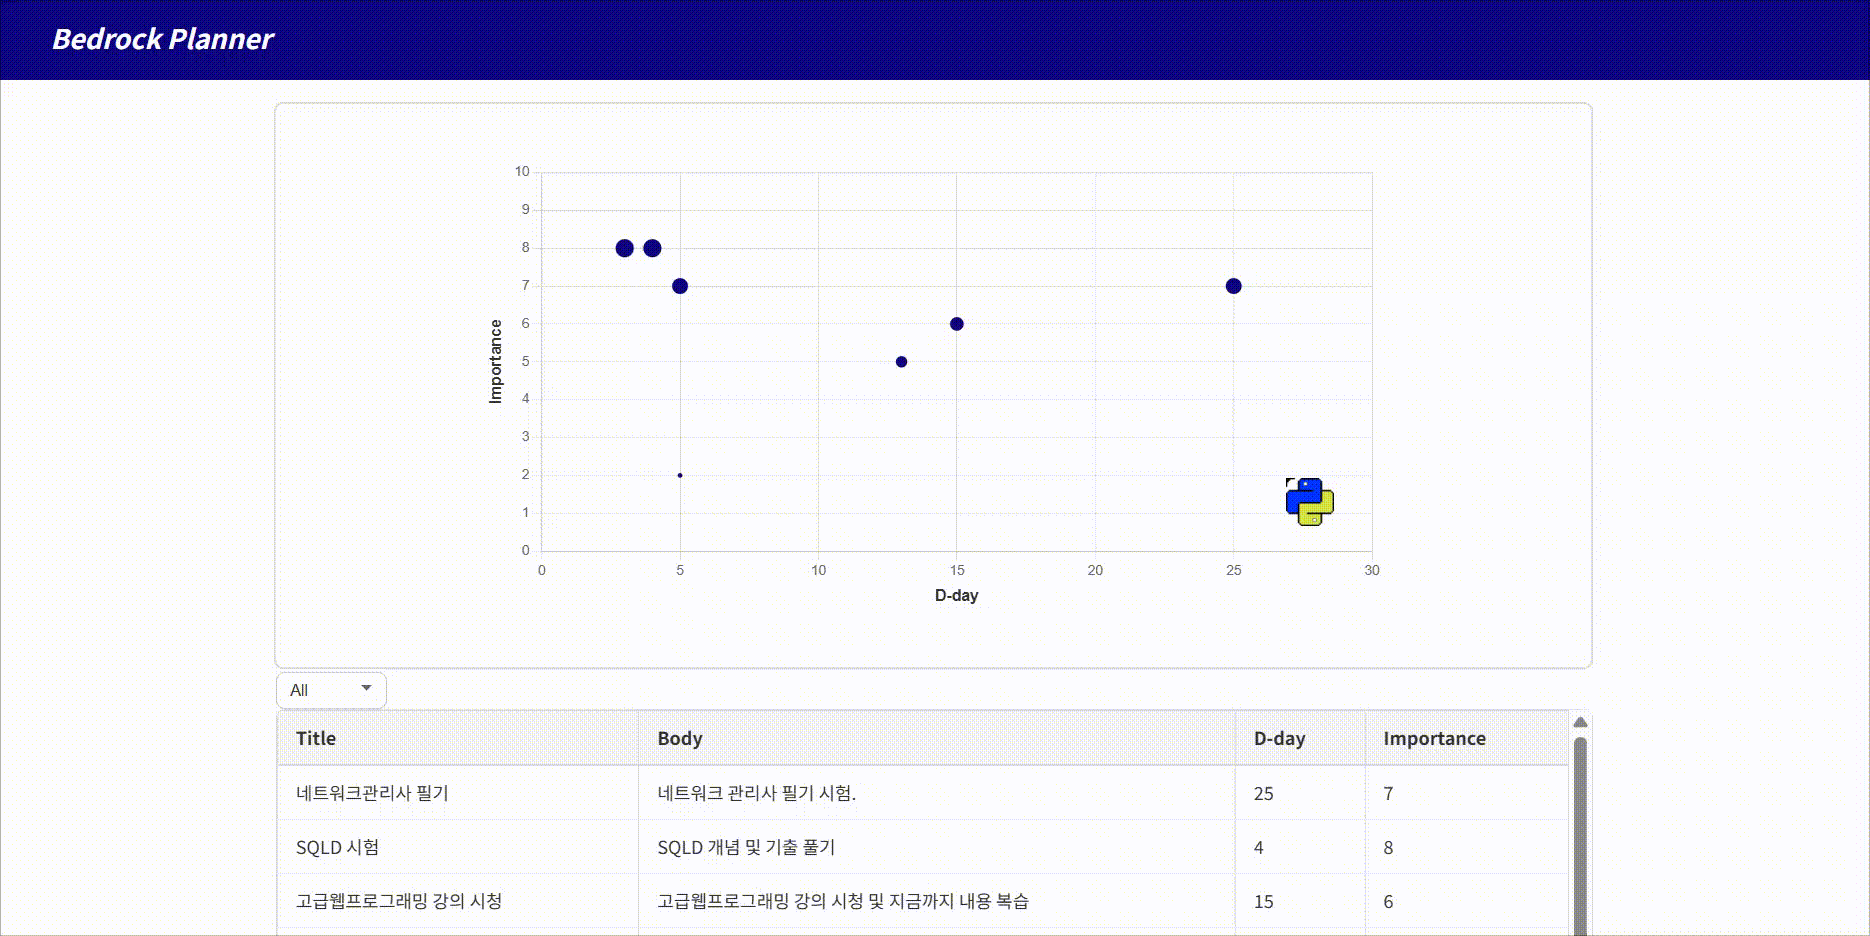 Bedrock Planner
10
9
8
7
6
5
4
3
2
1
0
Importance
0 5 10 15 20 25 30
D-day
All
Title Body D-day Importance
네트워크관리사 필기 네트워크 관리사 필기 시험. 25 7
SQLD 시험 SQLD 개념 및 기출 풀기 4 8
고급웹프로그래밍 강의 시청 고급웹프로그래밍 강의 시청 및 지금까지 내용 복습 15 6